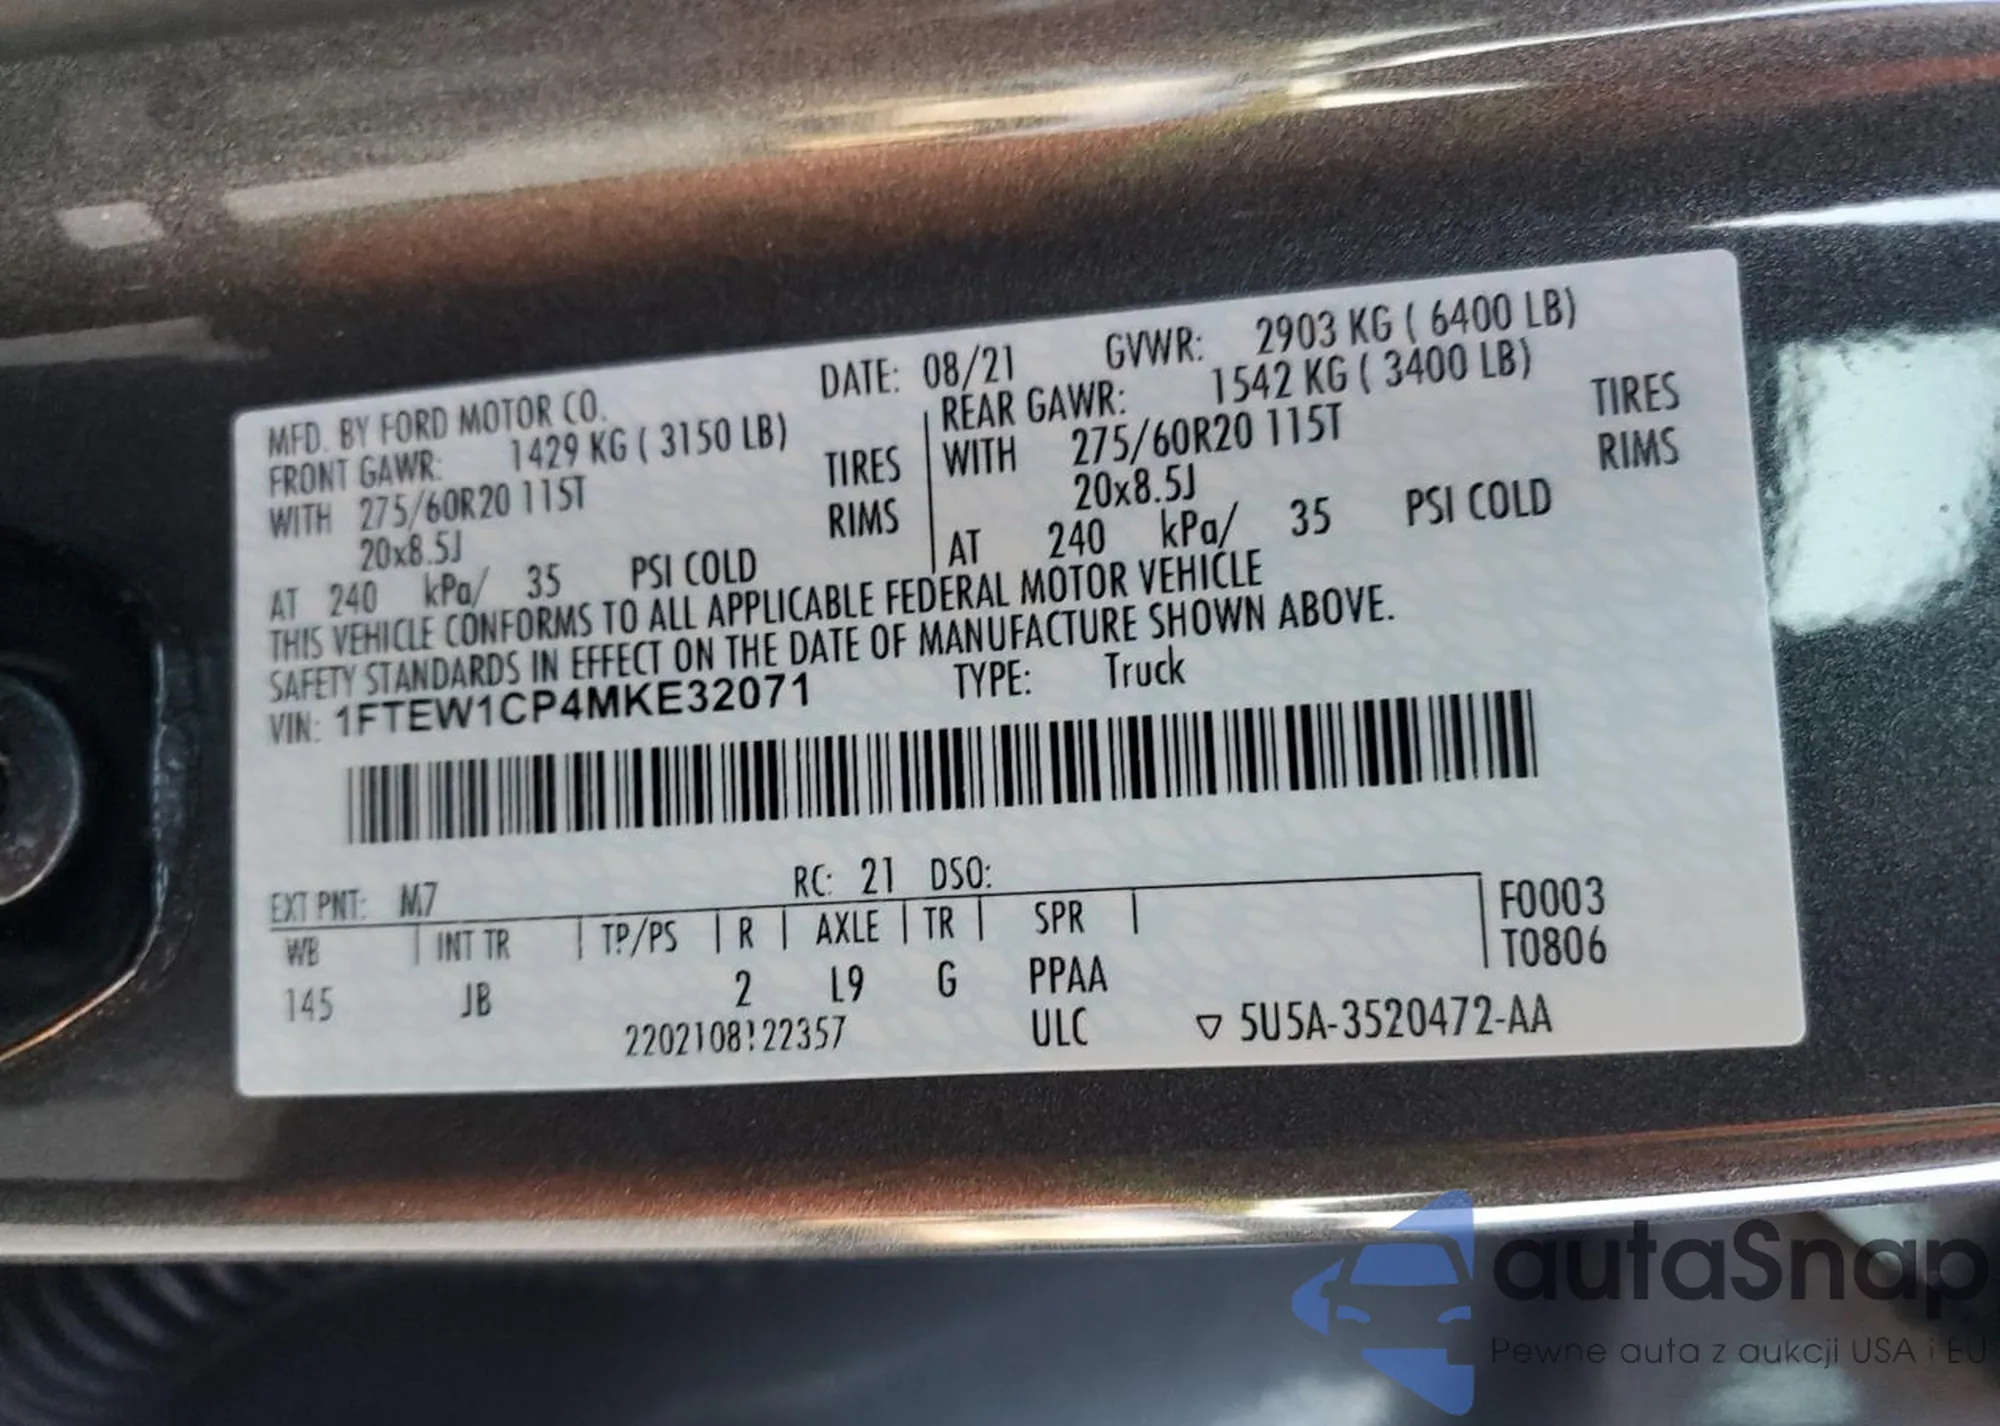 MFD. BY FORD MOTOR CO. DATE: 08/21 GVWR: 2903 KG ( 6400 LB)
FRONT GAWR: 1429 KG ( 3150 LB) REAR GAWR: 1542 KG ( 3400 LB)
WITH 275/60R20 115T TIRES WITH 275/60R20 115T TIRES
20x8.5J RIMS 20x8.5J RIMS
AT 240 kPa/ 35 PSI COLD AT 240 kPa/ 35 PSI COLD
THIS VEHICLE CONFORMS TO ALL APPLICABLE FEDERAL MOTOR VEHICLE
SAFETY STANDARDS IN EFFECT ON THE DATE OF MANUFACTURE SHOWN ABOVE.
VIN: 1FTEW1CP4MKE32071 TYPE: Truck
EXT PNT: M7 RC: 21 DSO:
WB INT TR TP/PS R AXLE TR SPR F0003
T0806
145 JB 2 L9 G PPAA
2202108122357 ULC ▽ 5U5A-3520472-AA
autaSnap
Pewne auta z aukcji USA i EU